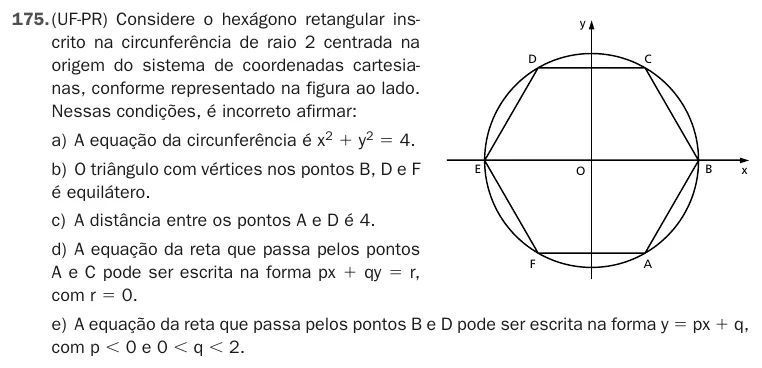 175. (UF-PR) Considere o hexágono retangular ins-
crito na circunferência de raio 2 centrada na
origem do sistema de coordenadas cartesia-
nas, conforme representado na figura ao lado.
Nessas condições, é incorreto afirmar:
a) A equação da circunferência é x² + y² = 4.
b) O triângulo com vértices nos pontos B, D e F
é equilátero.
c) A distância entre os pontos A e D é 4.
d) A equação da reta que passa pelos pontos
A e C pode ser escrita na forma px + qy = r,
com r = 0.
e) A equação da reta que passa pelos pontos B e D pode ser escrita na forma y = px + q,
com p < 0 e 0 < q < 2.
y
D
C
E
O
B
x
F
A